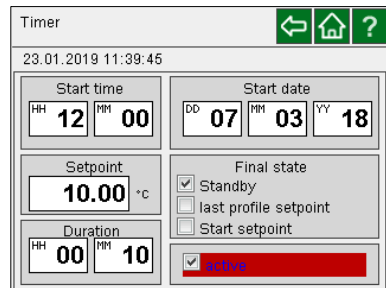 Timer ?
23.01.2019 11:39:45
Start time
HH 12 MM 00
Start date
DD 07 MM 03 YY 18
Setpoint
10.00 °C
Final state
Standby
last profile setpoint
Start setpoint
Duration
HH 00 MM 10
active